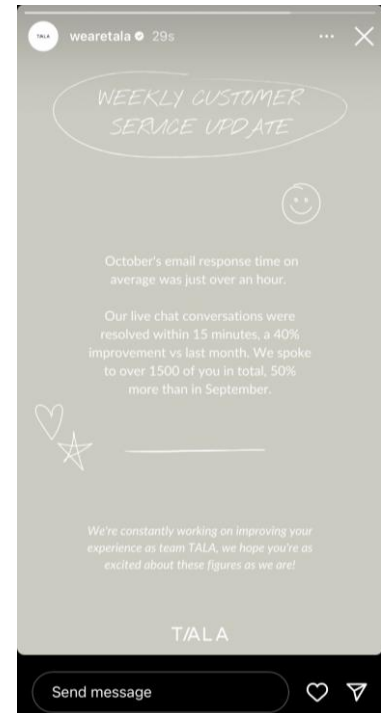 TALA
wearetala 29s
WEEKLY CUSTOMER
SERVICE UPDATE
October's email response time on
average was just over an hour.
Our live chat conversations were
resolved within 15 minutes, a 40%
improvement vs last month. We spoke
to over 1500 of you in total, 50%
more than in September.
We're constantly working on improving your
experience as team TALA, we hope you're as
excited about these figures as we are!
TALA
Send message